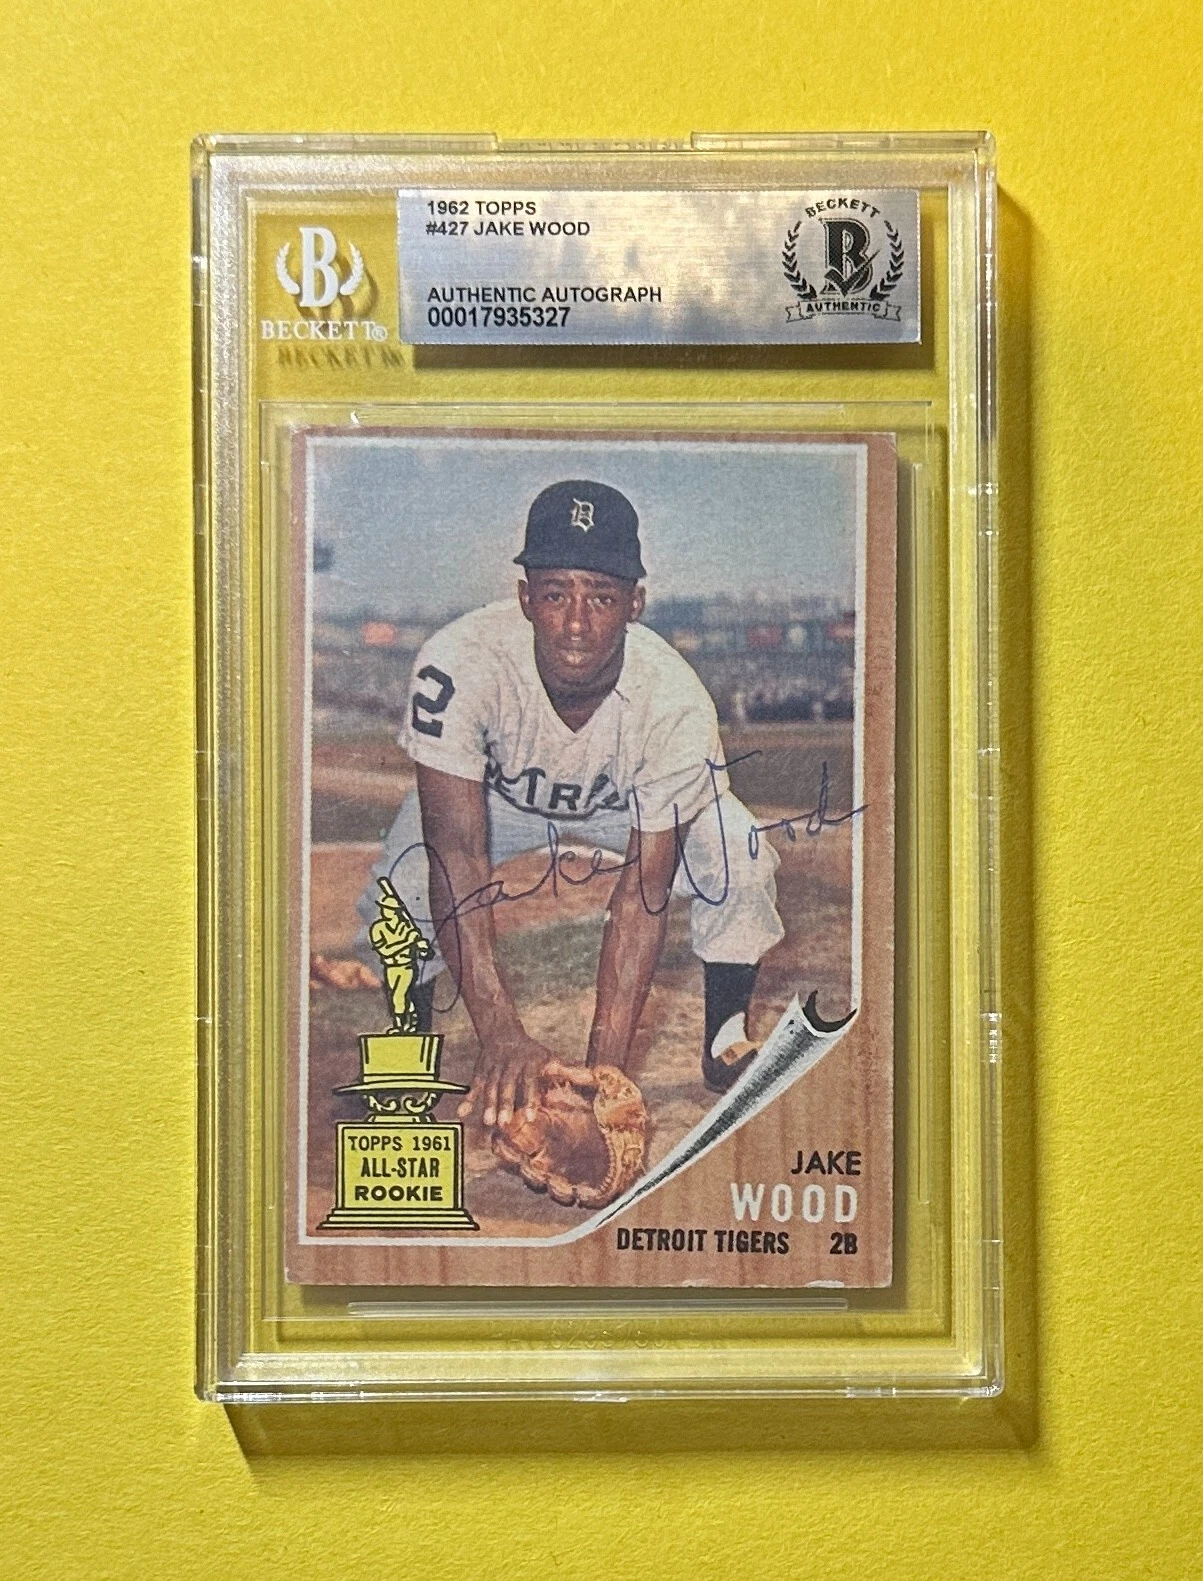 1962 TOPPS
#427 JAKE WOOD
AUTHENTIC AUTOGRAPH
00017935327
BECKETT
B
AUTHENTIC
B
BECKETT®
D
2
DETROIT
Jake Wood
TOPPS 1961
ALL-STAR
ROOKIE
JAKE
WOOD
DETROIT TIGERS 2B